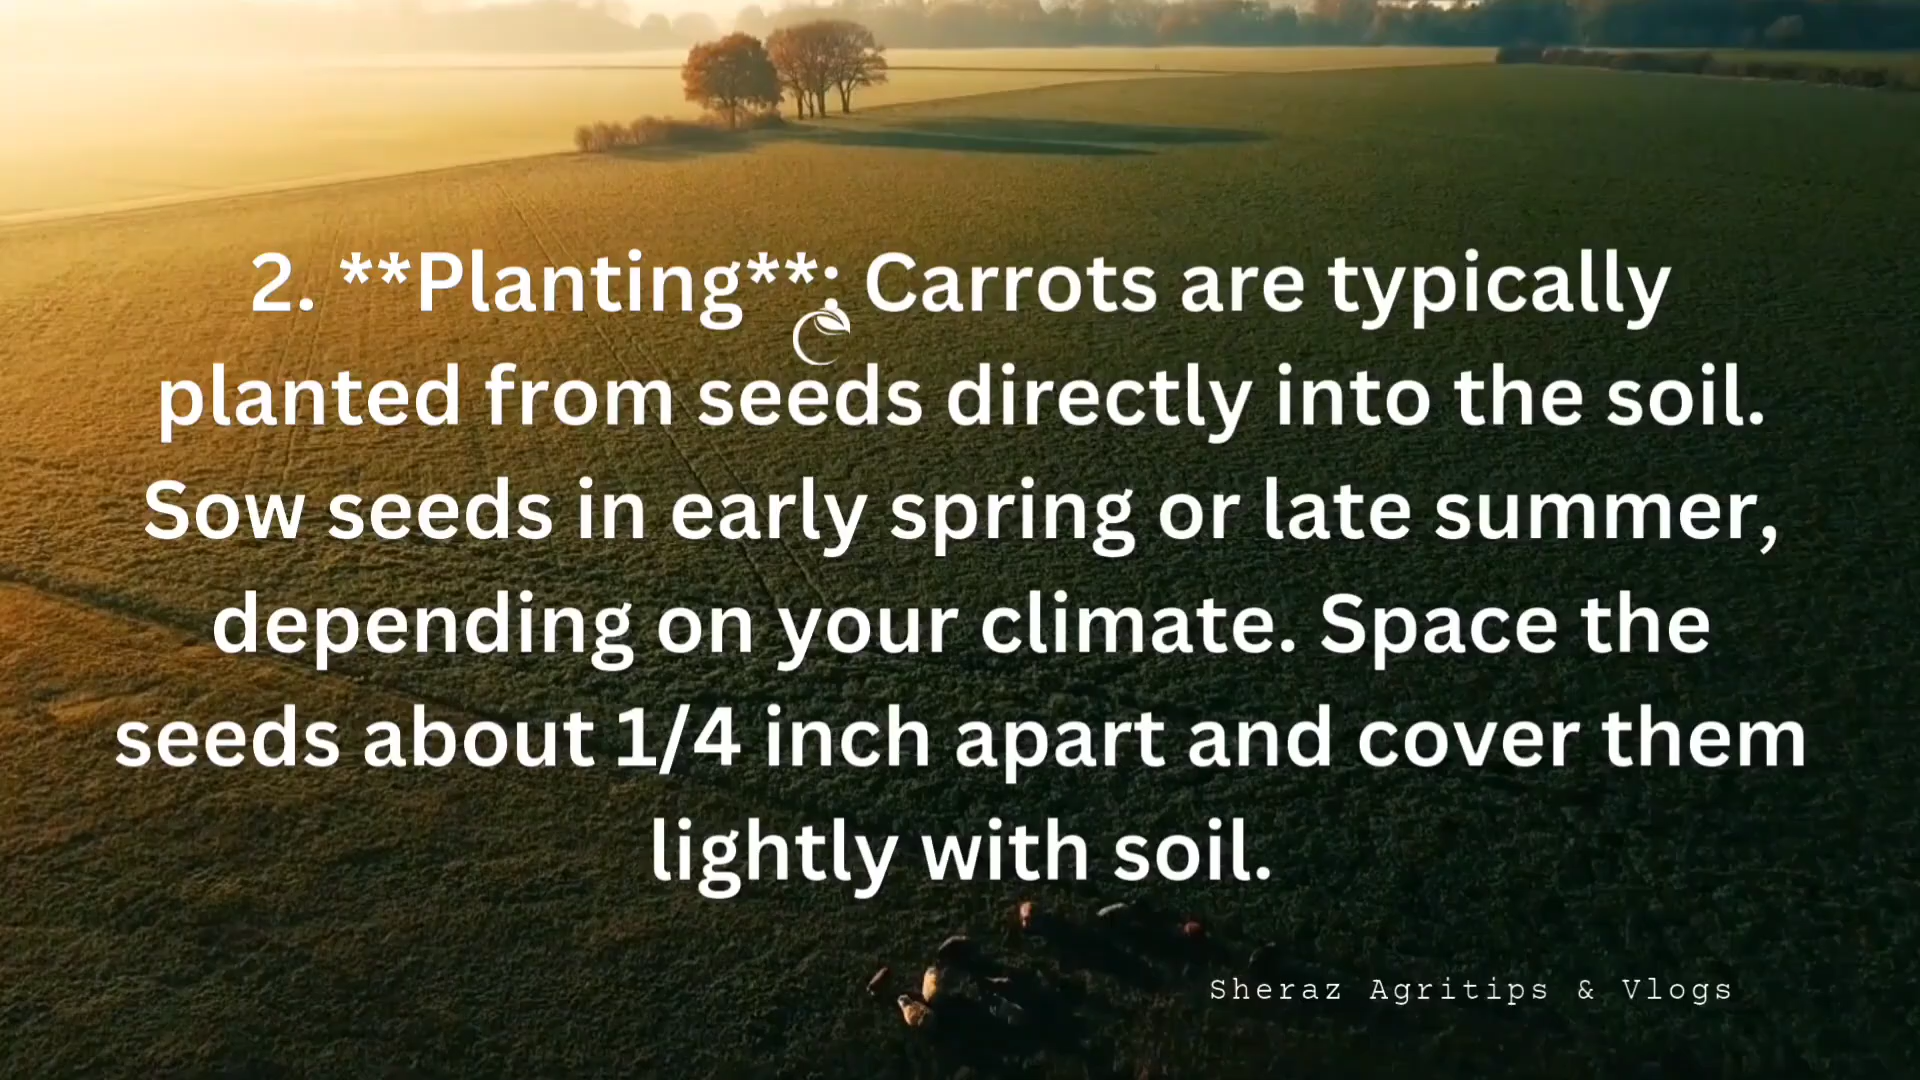 2. **Planting**: Carrots are typically
planted from seeds directly into the soil.
Sow seeds in early spring or late summer,
depending on your climate. Space the
seeds about 1/4 inch apart and cover them
lightly with soil.
Sheraz Agritips & Vlogs